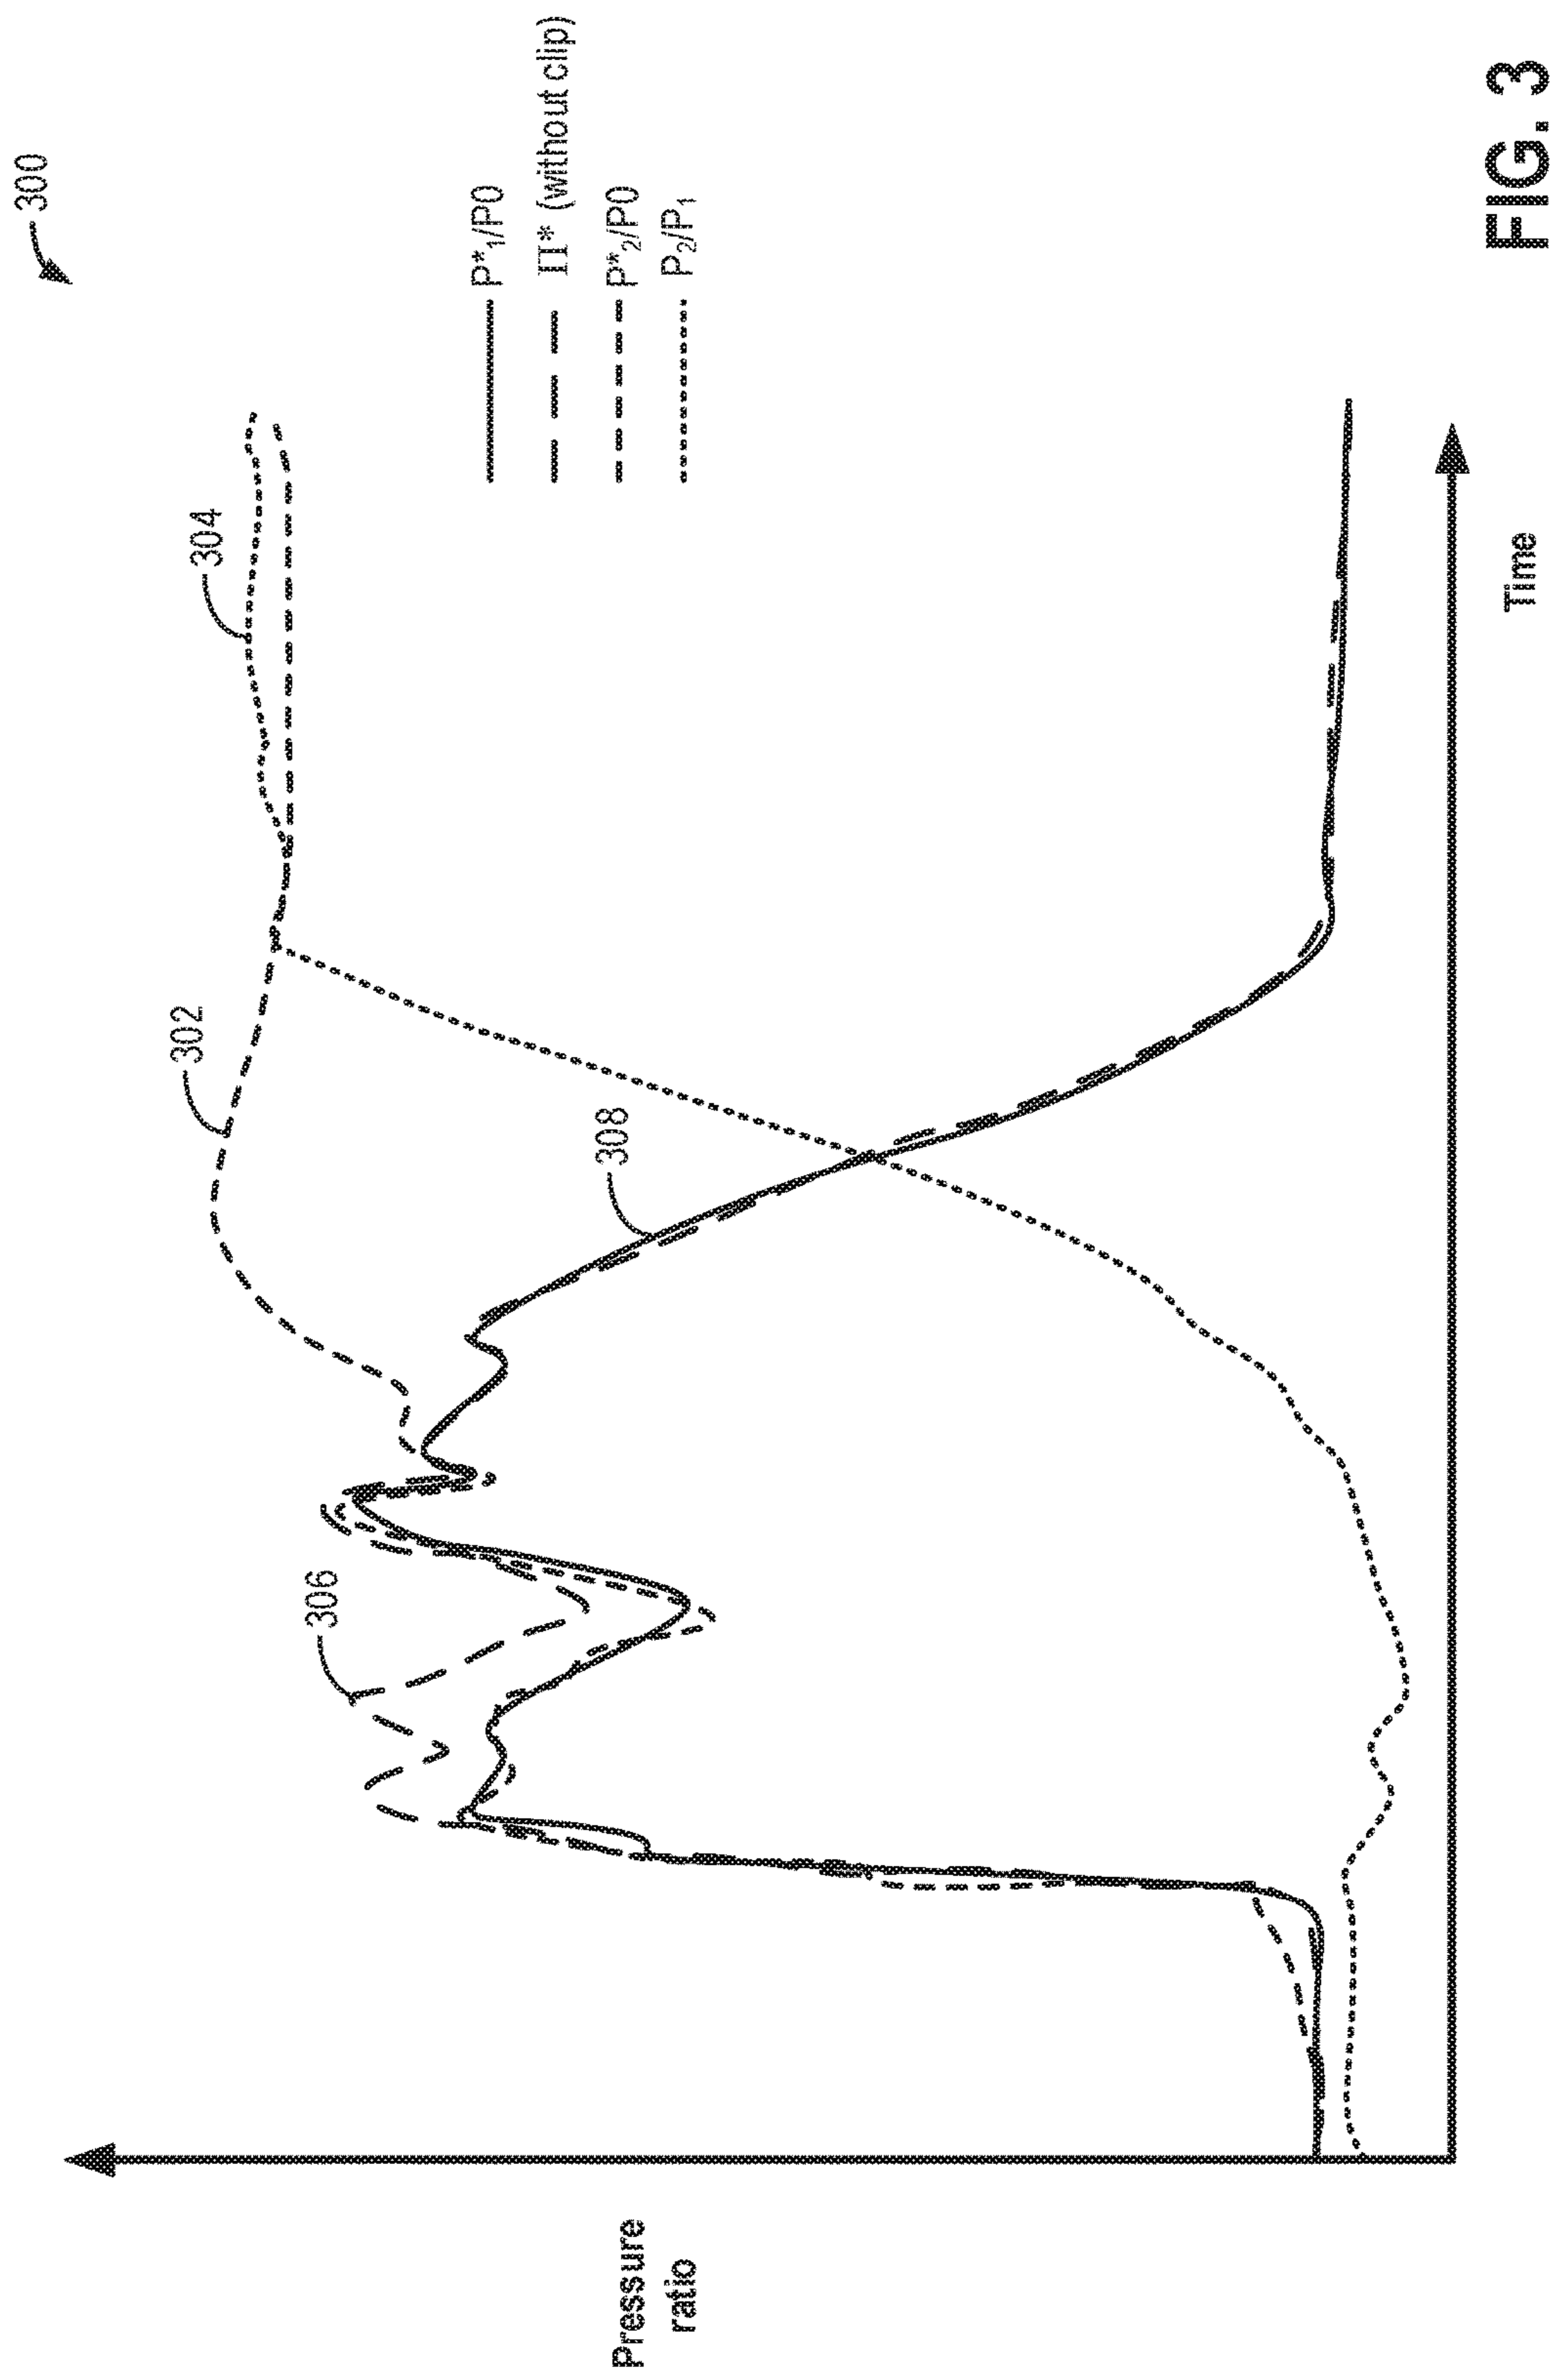 300
P*₁/P0
Π* (without clip)
P*₂/P0
P₂/P₁
304
302
308
306
Pressure
ratio
Time
FIG. 3